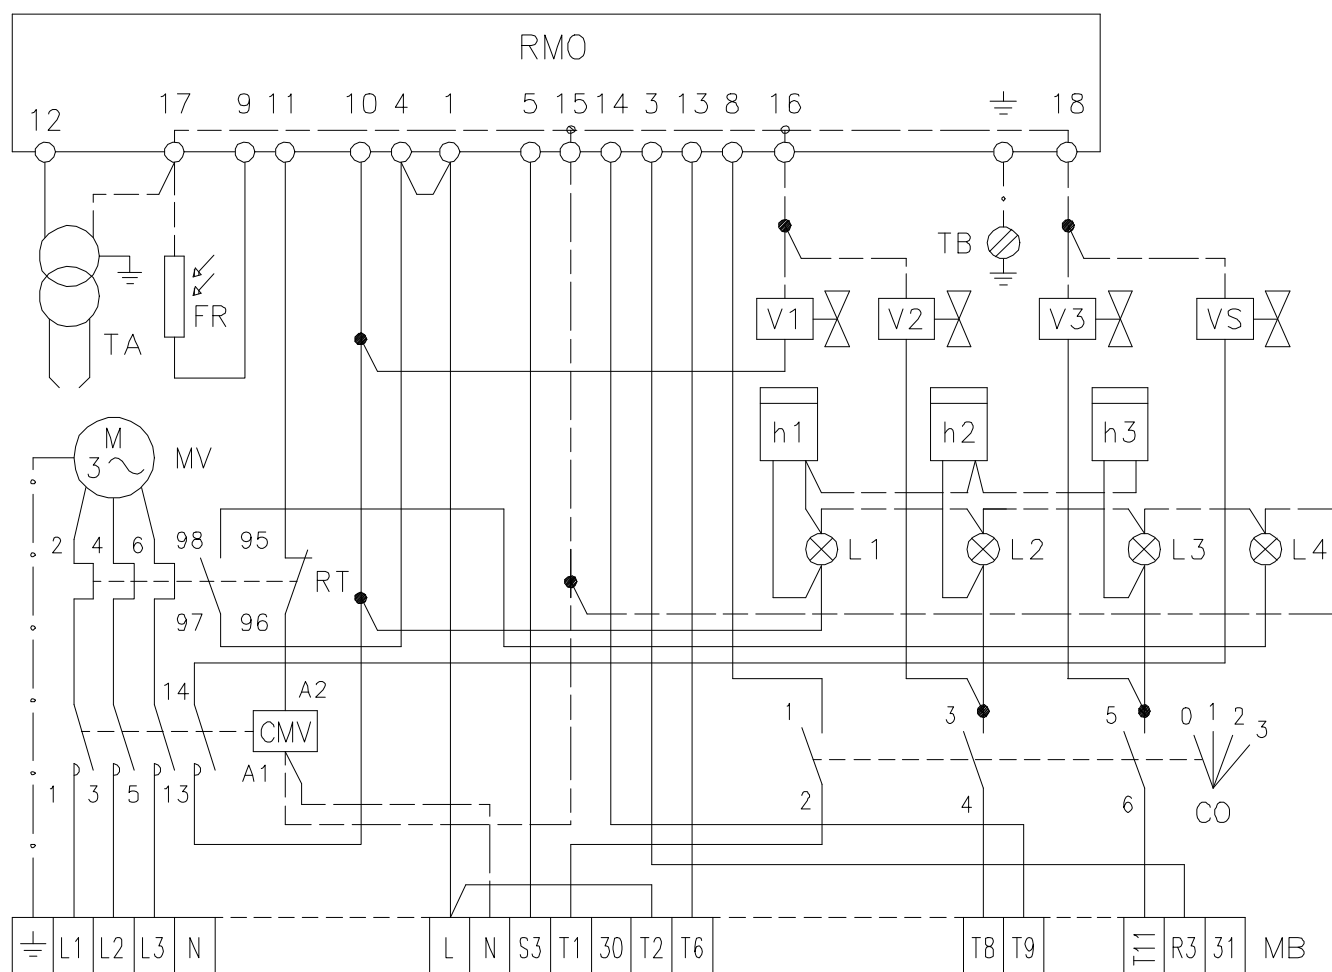 RMO
12 17 9 11 10 4 1 5 15 14 3 13 8 16 18
TB
FR
TA
V1 V2 V3 VS
h1 h2 h3
M
3
MV
2 4 6 98 95
L1 L2 L3 L4
RT
97 96
14 A2
CMV
A1
1 3 5 13
1 3 5 0 1 2 3
2 4 6 CO
L1 L2 L3 N L N S3 T1 30 T2 T6 T8 T9 T11 R3 31 MB